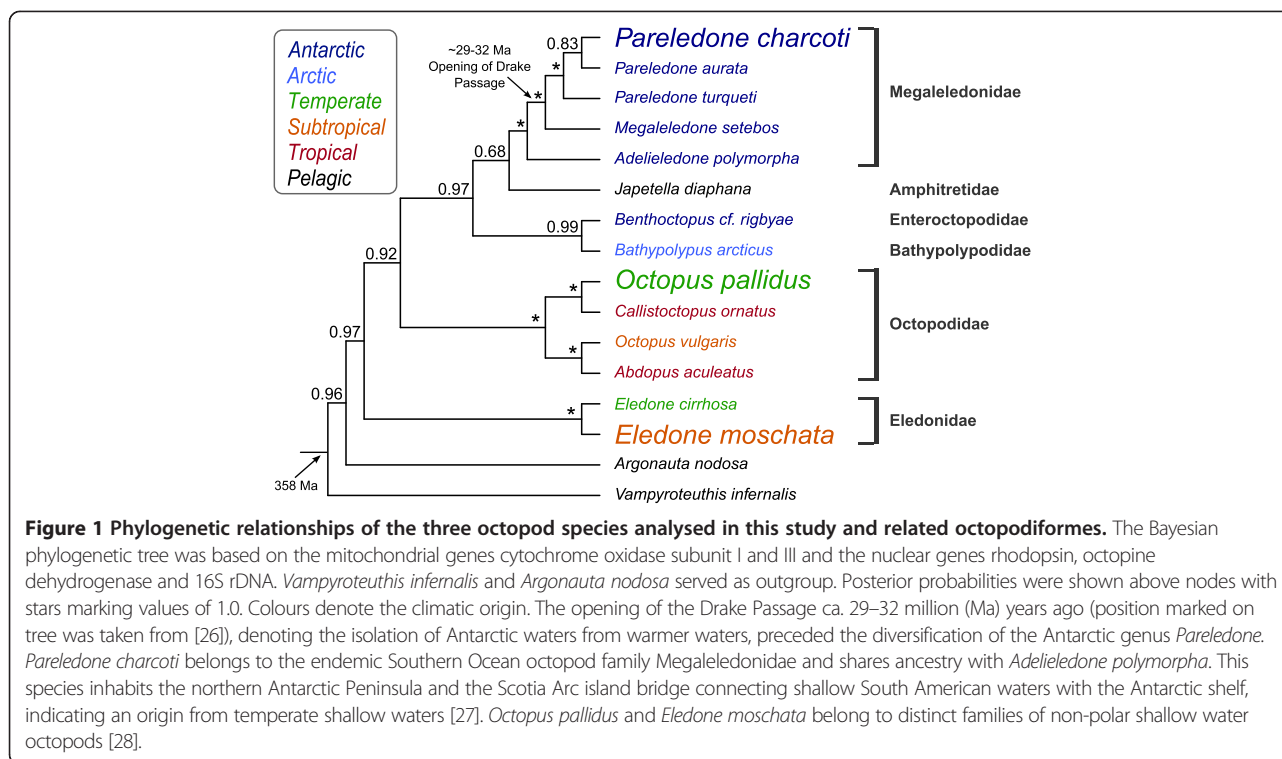 Antarctic
Arctic
Temperate
Subtropical
Tropical
Pelagic
~29-32 Ma
Opening of Drake
Passage
0.83
*
*
*
0.68
0.97
0.99
0.92
*
*
*
0.97
0.96
*
358 Ma
Pareledone charcoti
Pareledone aurata
Pareledone turqueti
Megaleledone setebos
Adelieledone polymorpha
Japetella diaphana
Benthoctopus cf. rigbyae
Bathypolypus arcticus
Octopus pallidus
Callistoctopus ornatus
Octopus vulgaris
Abdopus aculeatus
Eledone cirrhosa
Eledone moschata
Argonauta nodosa
Vampyroteuthis infernalis
Megaleledonidae
Amphitretidae
Enteroctopodidae
Bathypolypodidae
Octopodidae
Eledonidae
Figure 1 Phylogenetic relationships of the three octopod species analysed in this study and related octopodiformes. The Bayesian
phylogenetic tree was based on the mitochondrial genes cytochrome oxidase subunit I and III and the nuclear genes rhodopsin, octopine
dehydrogenase and 16S rDNA. Vampyroteuthis infernalis and Argonauta nodosa served as outgroup. Posterior probabilities were shown above nodes with
stars marking values of 1.0. Colours denote the climatic origin. The opening of the Drake Passage ca. 29–32 million (Ma) years ago (position marked on
tree was taken from [26]), denoting the isolation of Antarctic waters from warmer waters, preceded the diversification of the Antarctic genus Pareledone.
Pareledone charcoti belongs to the endemic Southern Ocean octopod family Megaleledonidae and shares ancestry with Adelieledone polymorpha. This
species inhabits the northern Antarctic Peninsula and the Scotia Arc island bridge connecting shallow South American waters with the Antarctic shelf,
indicating an origin from temperate shallow waters [27]. Octopus pallidus and Eledone moschata belong to distinct families of non-polar shallow water
octopods [28].